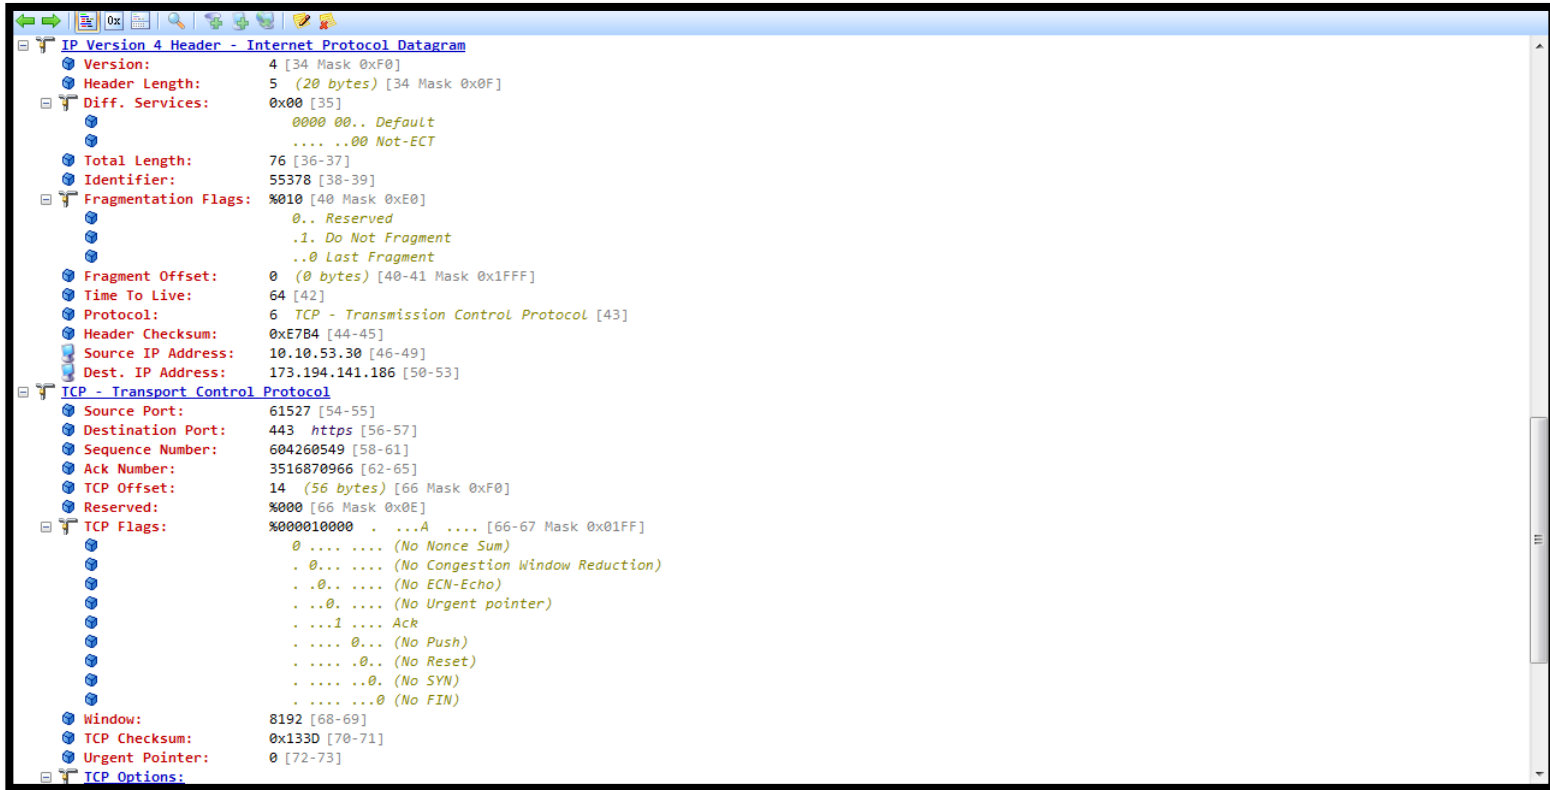 0x
IP Version 4 Header - Internet Protocol Datagram
Version: 4 [34 Mask 0xF0]
Header Length: 5 (20 bytes) [34 Mask 0x0F]
Diff. Services: 0x00 [35]
0000 00.. Default
.... ..00 Not-ECT
Total Length: 76 [36-37]
Identifier: 55378 [38-39]
Fragmentation Flags: %010 [40 Mask 0xE0]
0.. Reserved
.1. Do Not Fragment
..0 Last Fragment
Fragment Offset: 0 (0 bytes) [40-41 Mask 0x1FFF]
Time To Live: 64 [42]
Protocol: 6 TCP - Transmission Control Protocol [43]
Header Checksum: 0xE7B4 [44-45]
Source IP Address: 10.10.53.30 [46-49]
Dest. IP Address: 173.194.141.186 [50-53]
TCP - Transport Control Protocol
Source Port: 61527 [54-55]
Destination Port: 443 https [56-57]
Sequence Number: 604260549 [58-61]
Ack Number: 3516870966 [62-65]
TCP Offset: 14 (56 bytes) [66 Mask 0xF0]
Reserved: %000 [66 Mask 0x0E]
TCP Flags: %000010000 . ...A .... [66-67 Mask 0x01FF]
0 .... .... (No Nonce Sum)
. 0... .... (No Congestion Window Reduction)
. .0.. .... (No ECN-Echo)
. ..0. .... (No Urgent pointer)
. ...1 .... Ack
. .... 0... (No Push)
. .... .0.. (No Reset)
. .... ..0. (No SYN)
. .... ...0 (No FIN)
Window: 8192 [68-69]
TCP Checksum: 0x133D [70-71]
Urgent Pointer: 0 [72-73]
TCP Options: